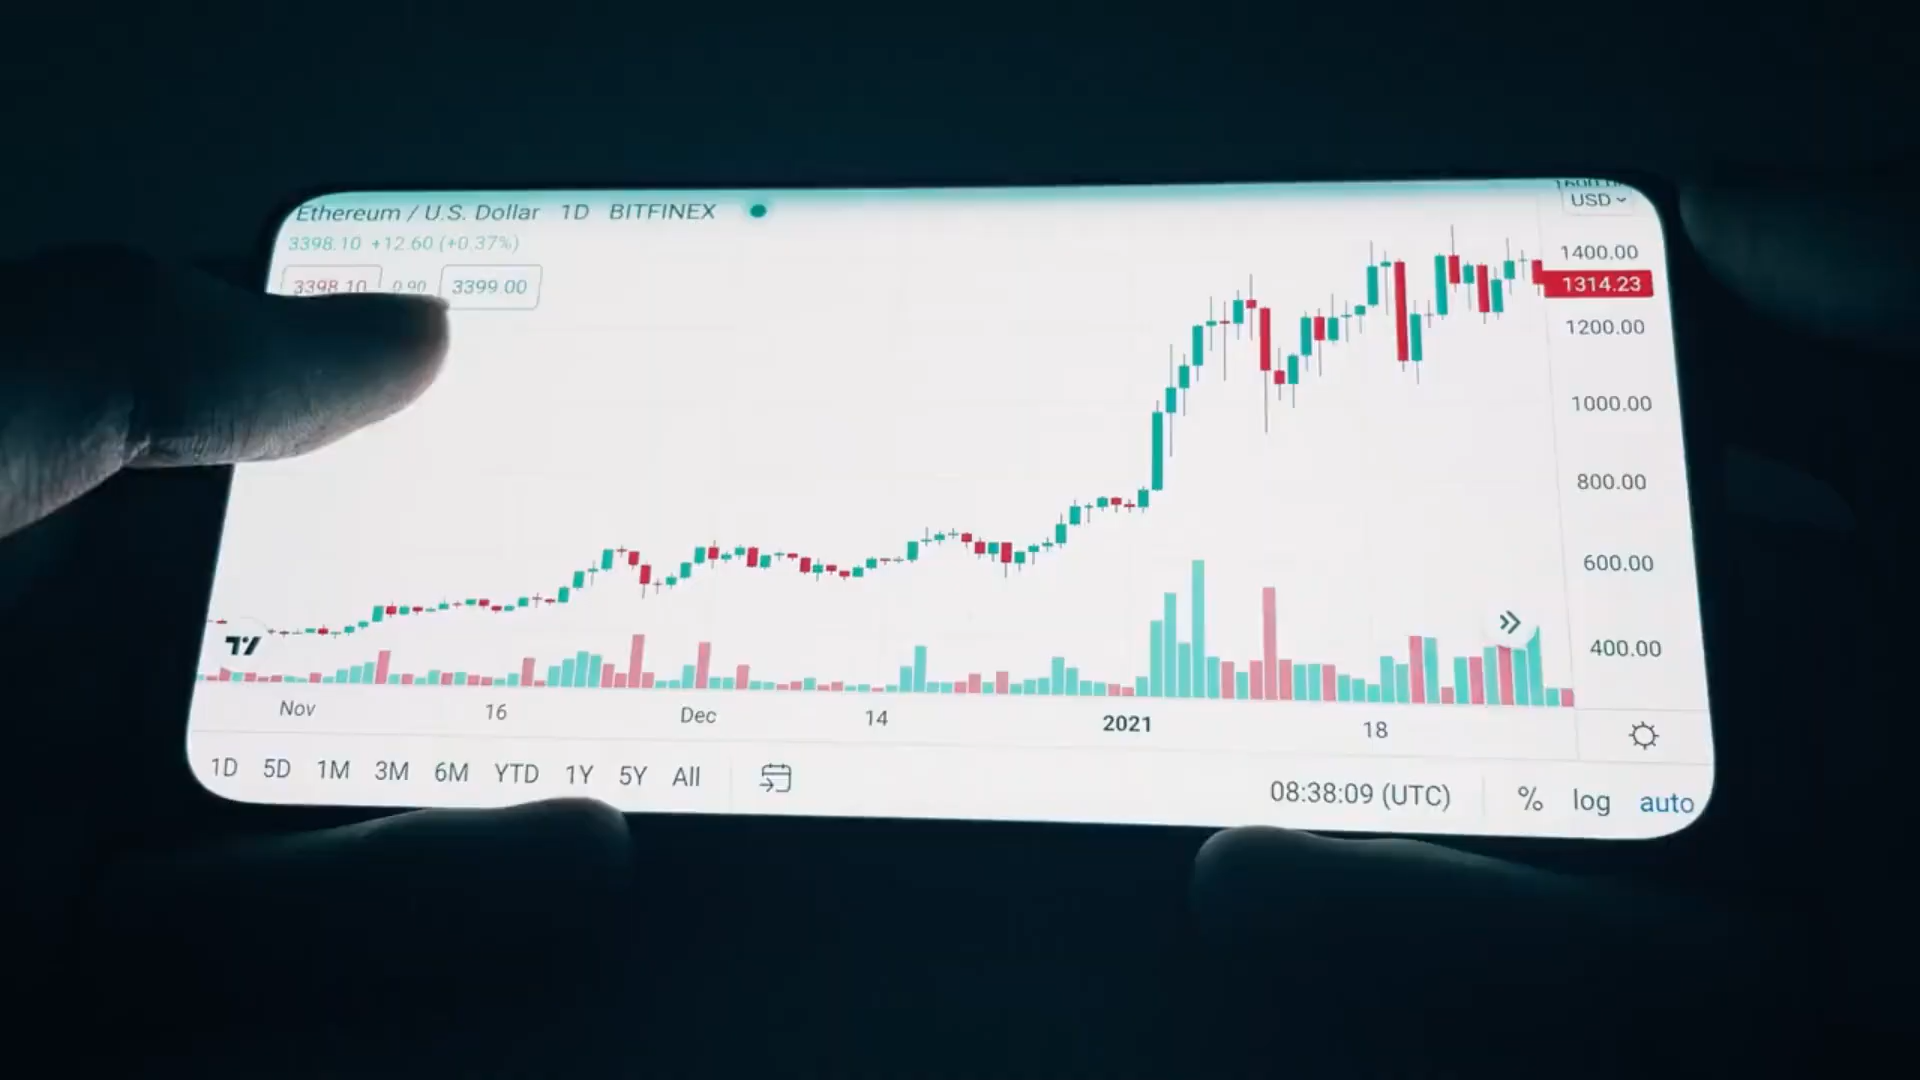 Ethereum / U.S. Dollar 1D BITFINEX
USD
3398.10 +12.60 (+0.37%)
3398.10 0.90 3399.00
1400.00
1314.23
1200.00
1000.00
800.00
600.00
400.00
Nov 16 Dec 14 2021 18
1D 5D 1M 3M 6M YTD 1Y 5Y All 08:38:09 (UTC) % log auto